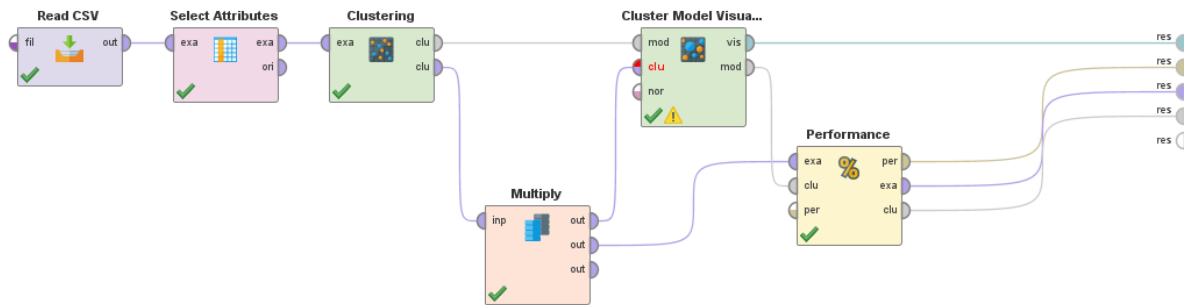 Read CSV
fil
out
Select Attributes
exa
exa
ori
Clustering
exa
clu
clu
Cluster Model Visua...
mod
vis
clu
mod
nor
Multiply
inp
out
out
out
Performance
%
exa
per
clu
exa
per
clu
res
res
res
res
res